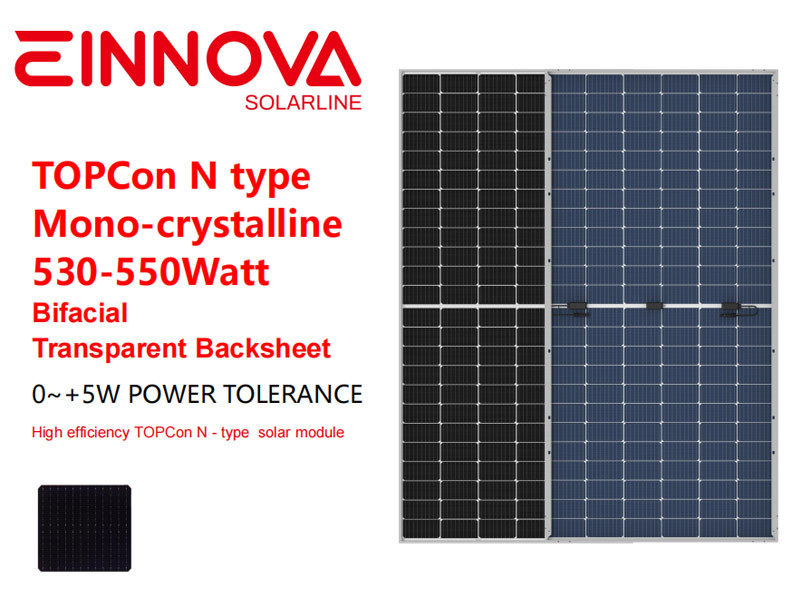 EINNOVA
SOLARLINE
TOPCon N type
Mono-crystalline
530-550Watt
Bifacial
Transparent Backsheet
0~+5W POWER TOLERANCE
High efficiency TOPCon N - type  solar module